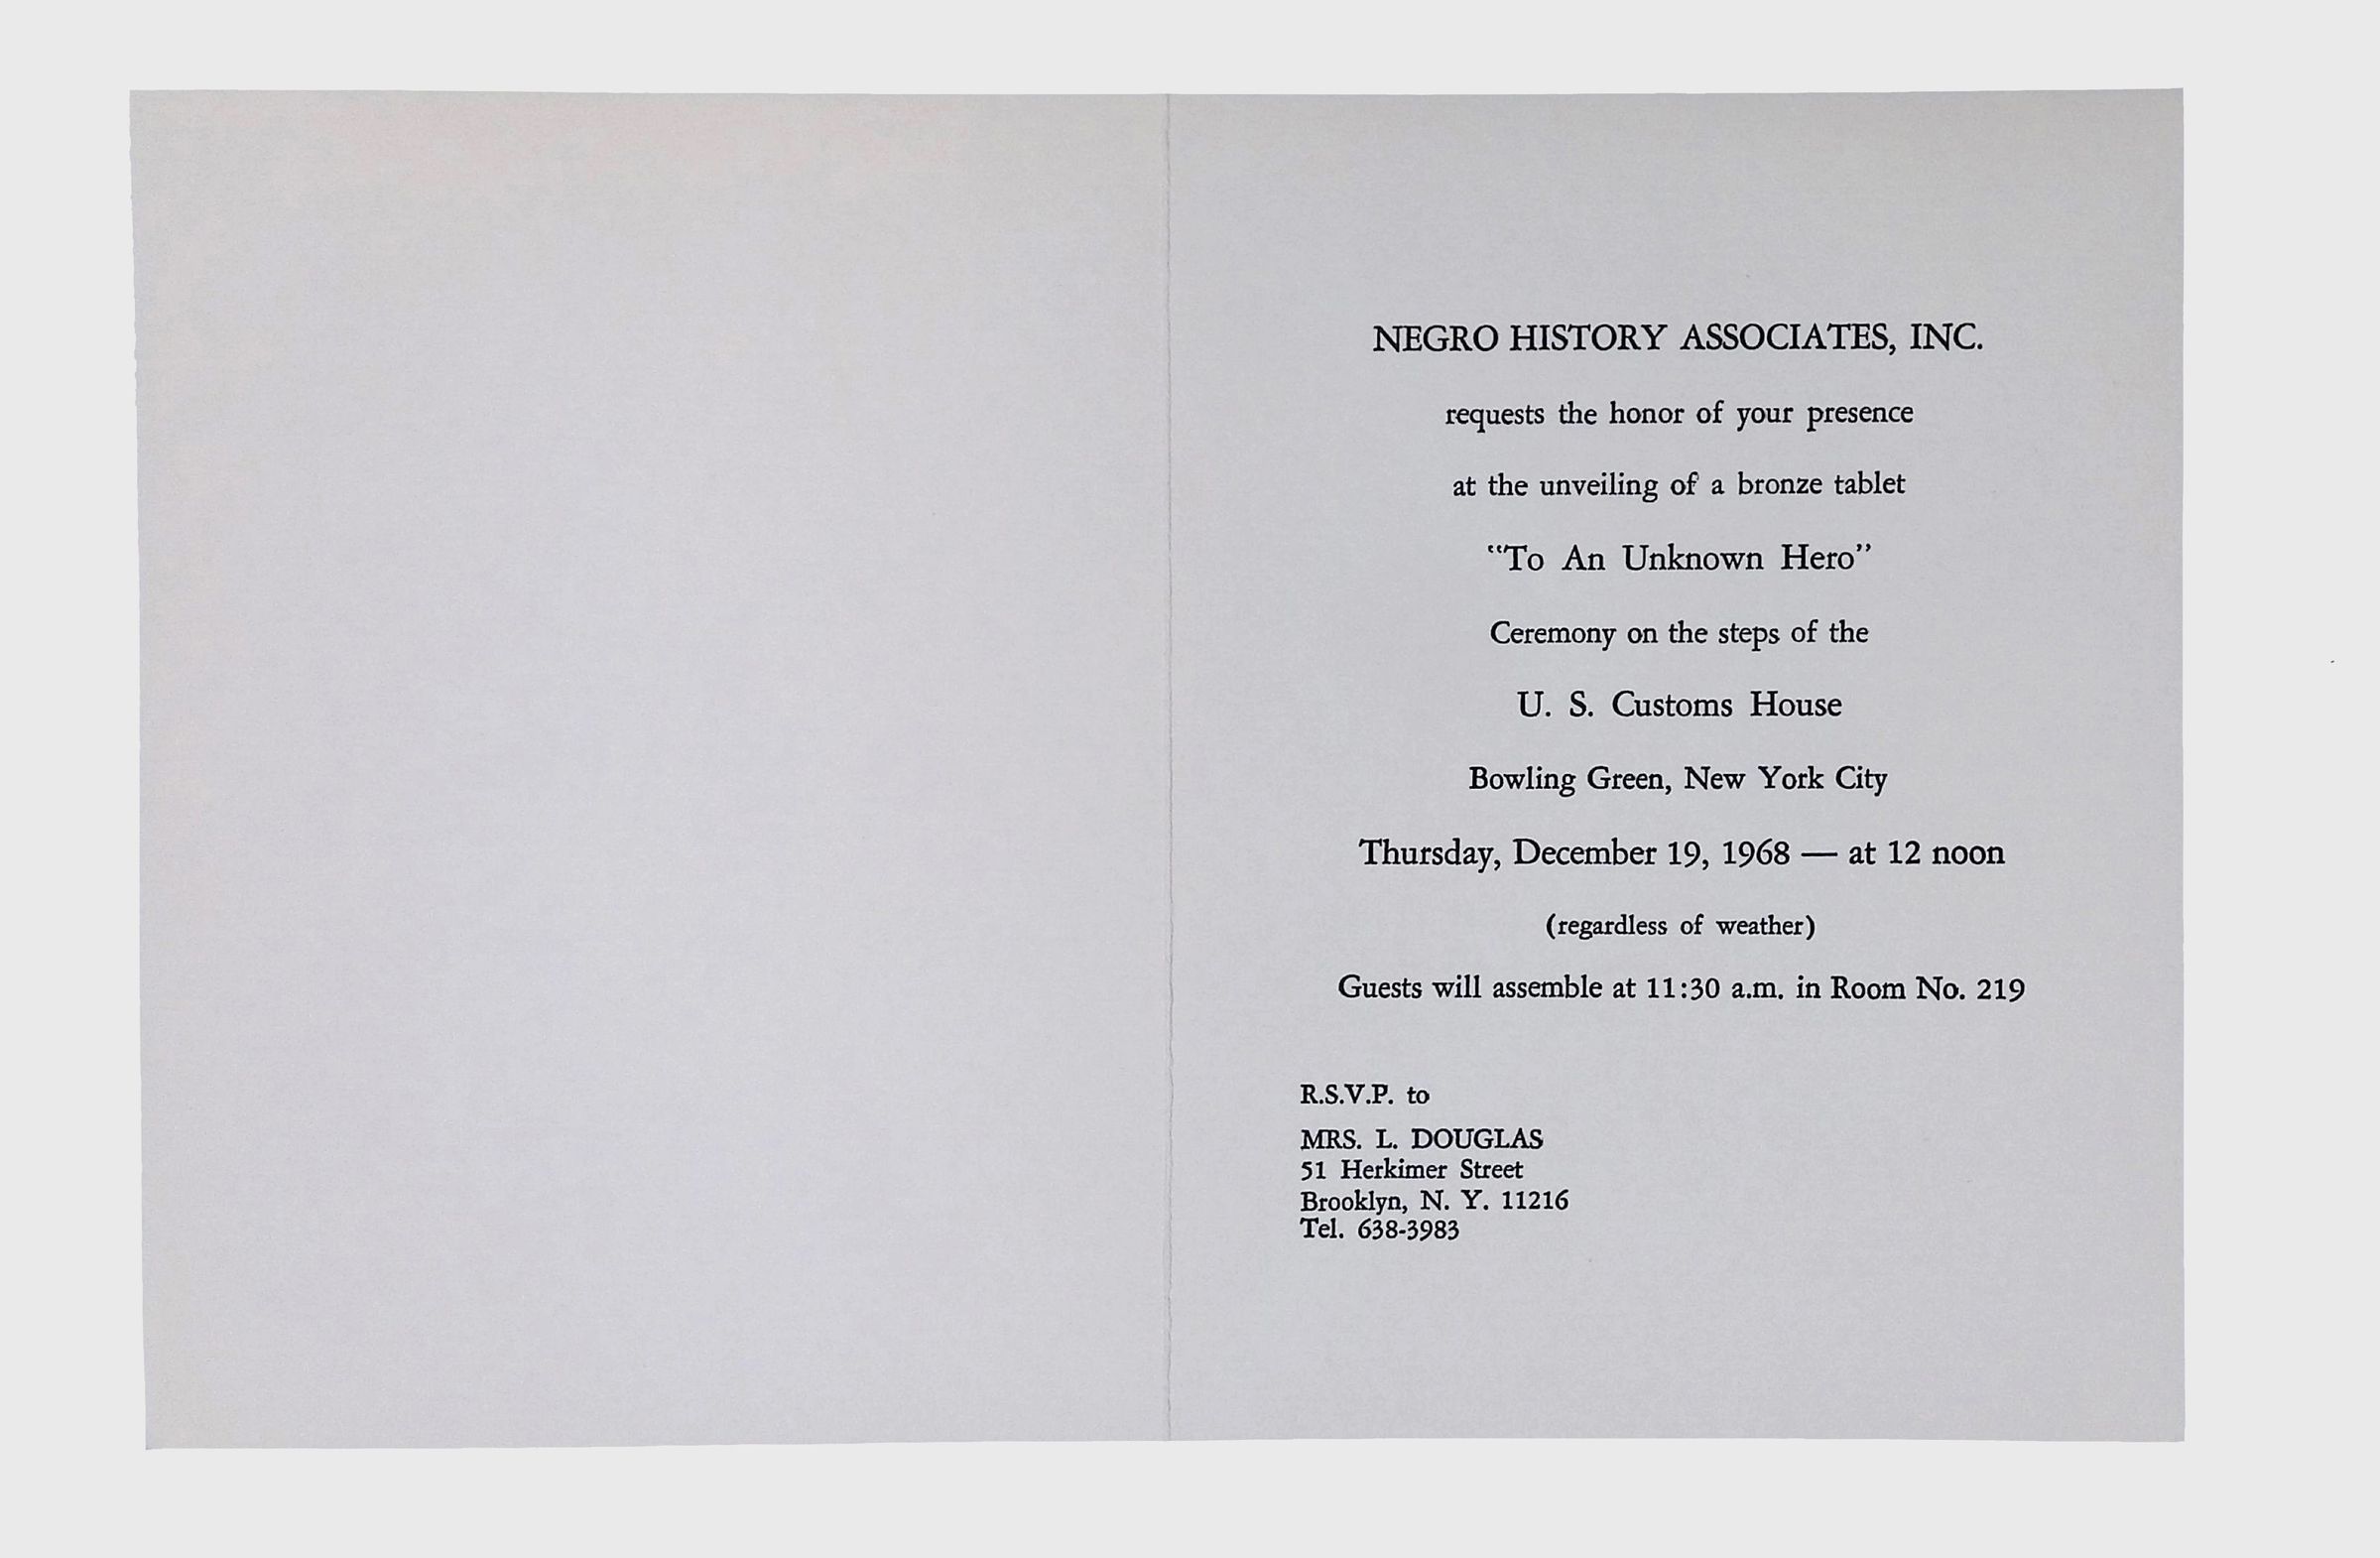 NEGRO HISTORY ASSOCIATES, INC.
requests the honor of your presence
at the unveiling of a bronze tablet
“To An Unknown Hero”
Ceremony on the steps of the
U. S. Customs House
Bowling Green, New York City
Thursday, December 19, 1968 — at 12 noon
(regardless of weather)
Guests will assemble at 11:30 a.m. in Room No. 219
R.S.V.P. to
MRS. L. DOUGLAS
51 Herkimer Street
Brooklyn, N. Y. 11216
Tel. 638-3983